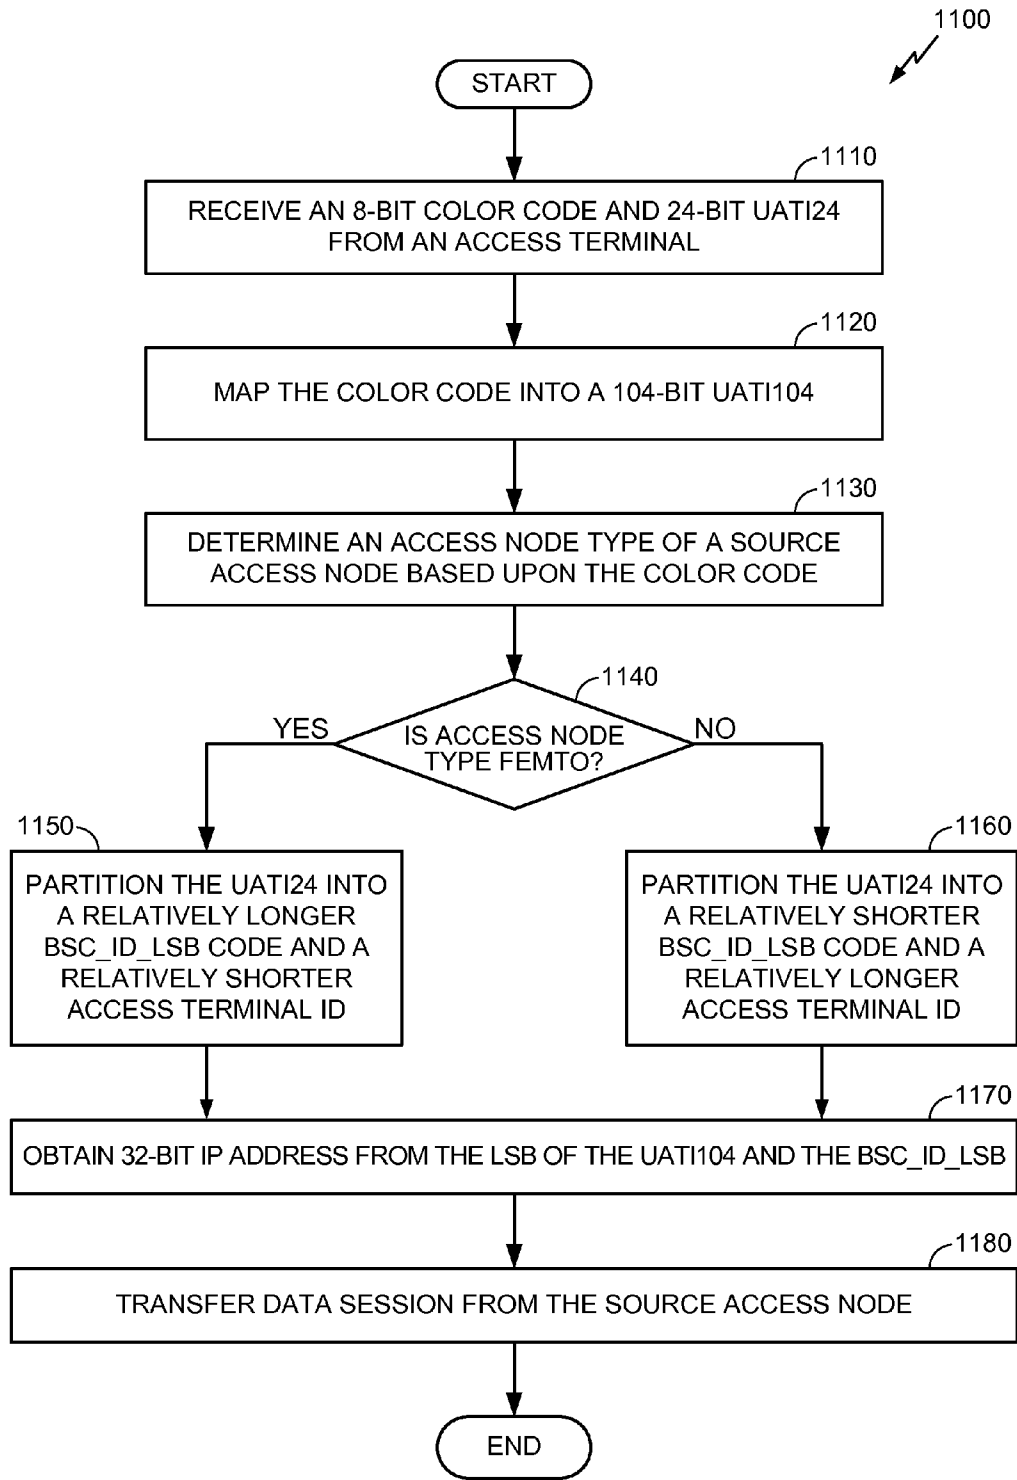 1100
START
1110
RECEIVE AN 8-BIT COLOR CODE AND 24-BIT UATI24
FROM AN ACCESS TERMINAL
1120
MAP THE COLOR CODE INTO A 104-BIT UATI104
1130
DETERMINE AN ACCESS NODE TYPE OF A SOURCE
ACCESS NODE BASED UPON THE COLOR CODE
1140
YES
IS ACCESS NODE
TYPE FEMTO?
NO
1150
PARTITION THE UATI24 INTO
A RELATIVELY LONGER
BSC_ID_LSB CODE AND A
RELATIVELY SHORTER
ACCESS TERMINAL ID
1160
PARTITION THE UATI24 INTO
A RELATIVELY SHORTER
BSC_ID_LSB CODE AND A
RELATIVELY LONGER
ACCESS TERMINAL ID
1170
OBTAIN 32-BIT IP ADDRESS FROM THE LSB OF THE UATI104 AND THE BSC_ID_LSB
1180
TRANSFER DATA SESSION FROM THE SOURCE ACCESS NODE
END